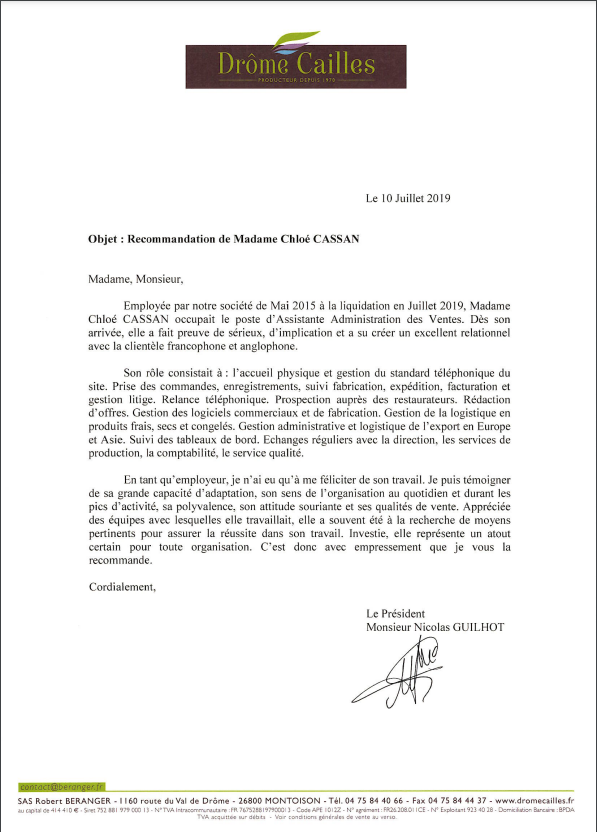 Drôme Cailles
PRODUCTEUR DEPUIS 1970
Le 10 Juillet 2019
Objet : Recommandation de Madame Chloé CASSAN
Madame, Monsieur,
Employée par notre société de Mai 2015 à la liquidation en Juillet 2019, Madame
Chloé CASSAN occupait le poste d’Assistante Administration des Ventes. Dès son
arrivée, elle a fait preuve de sérieux, d’implication et a su créer un excellent relationnel
avec la clientèle francophone et anglophone.
Son rôle consistait à : l’accueil physique et gestion du standard téléphonique du
site. Prise des commandes, enregistrements, suivi fabrication, expédition, facturation et
gestion litige. Relance téléphonique. Prospection auprès des restaurateurs. Rédaction
d’offres. Gestion des logiciels commerciaux et de fabrication. Gestion de la logistique en
produits frais, secs et congelés. Gestion administrative et logistique de l’export en Europe
et Asie. Suivi des tableaux de bord. Echanges réguliers avec la direction, les services de
production, la comptabilité, le service qualité.
En tant qu’employeur, je n’ai eu qu’à me féliciter de son travail. Je puis témoigner
de sa grande capacité d’adaptation, son sens de l’organisation au quotidien et durant les
pics d’activité, sa polyvalence, son attitude souriante et ses qualités de vente. Appréciée
des équipes avec lesquelles elle travaillait, elle a souvent été à la recherche de moyens
pertinents pour assurer la réussite dans son travail. Investie, elle représente un atout
certain pour toute organisation. C’est donc avec empressement que je vous la
recommande.
Cordialement,
Le Président
Monsieur Nicolas GUILHOT
contact@beranger.fr
SAS Robert BERANGER - 1160 route du Val de Drôme - 26800 MONTOISON - Tél. 04 75 84 40 66 - Fax 04 75 84 44 37 - www.dromecailles.fr
au capital de 414 410 € - Siret 752 881 979 000 13 - N° TVA Intracommunautaire : FR 76752881979 - Code APE 1012Z - N° agrément : FR26.208.011CE - N° Exploitant 923 40 28 - Domiciliation Bancaire : BPDA
TVA acquittée sur débits - Voir conditions générales de vente au verso.